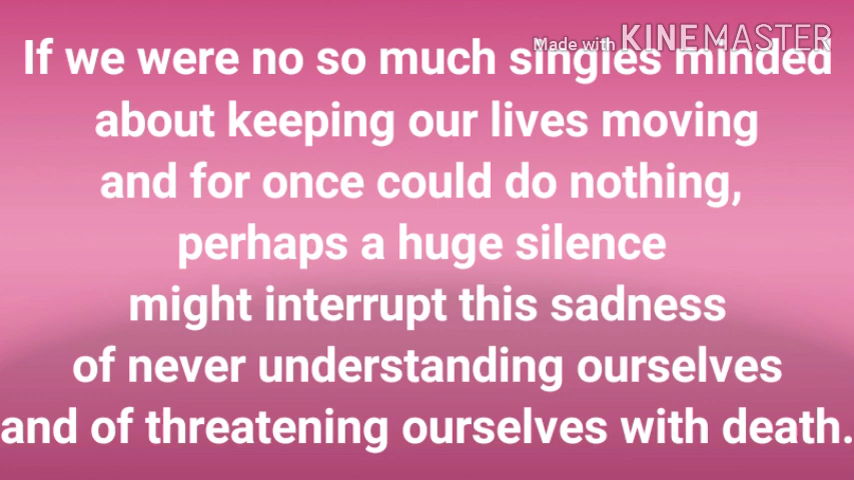 Made with KINEMASTER
If we were no so much singles minded
about keeping our lives moving
and for once could do nothing,
perhaps a huge silence
might interrupt this sadness
of never understanding ourselves
and of threatening ourselves with death.